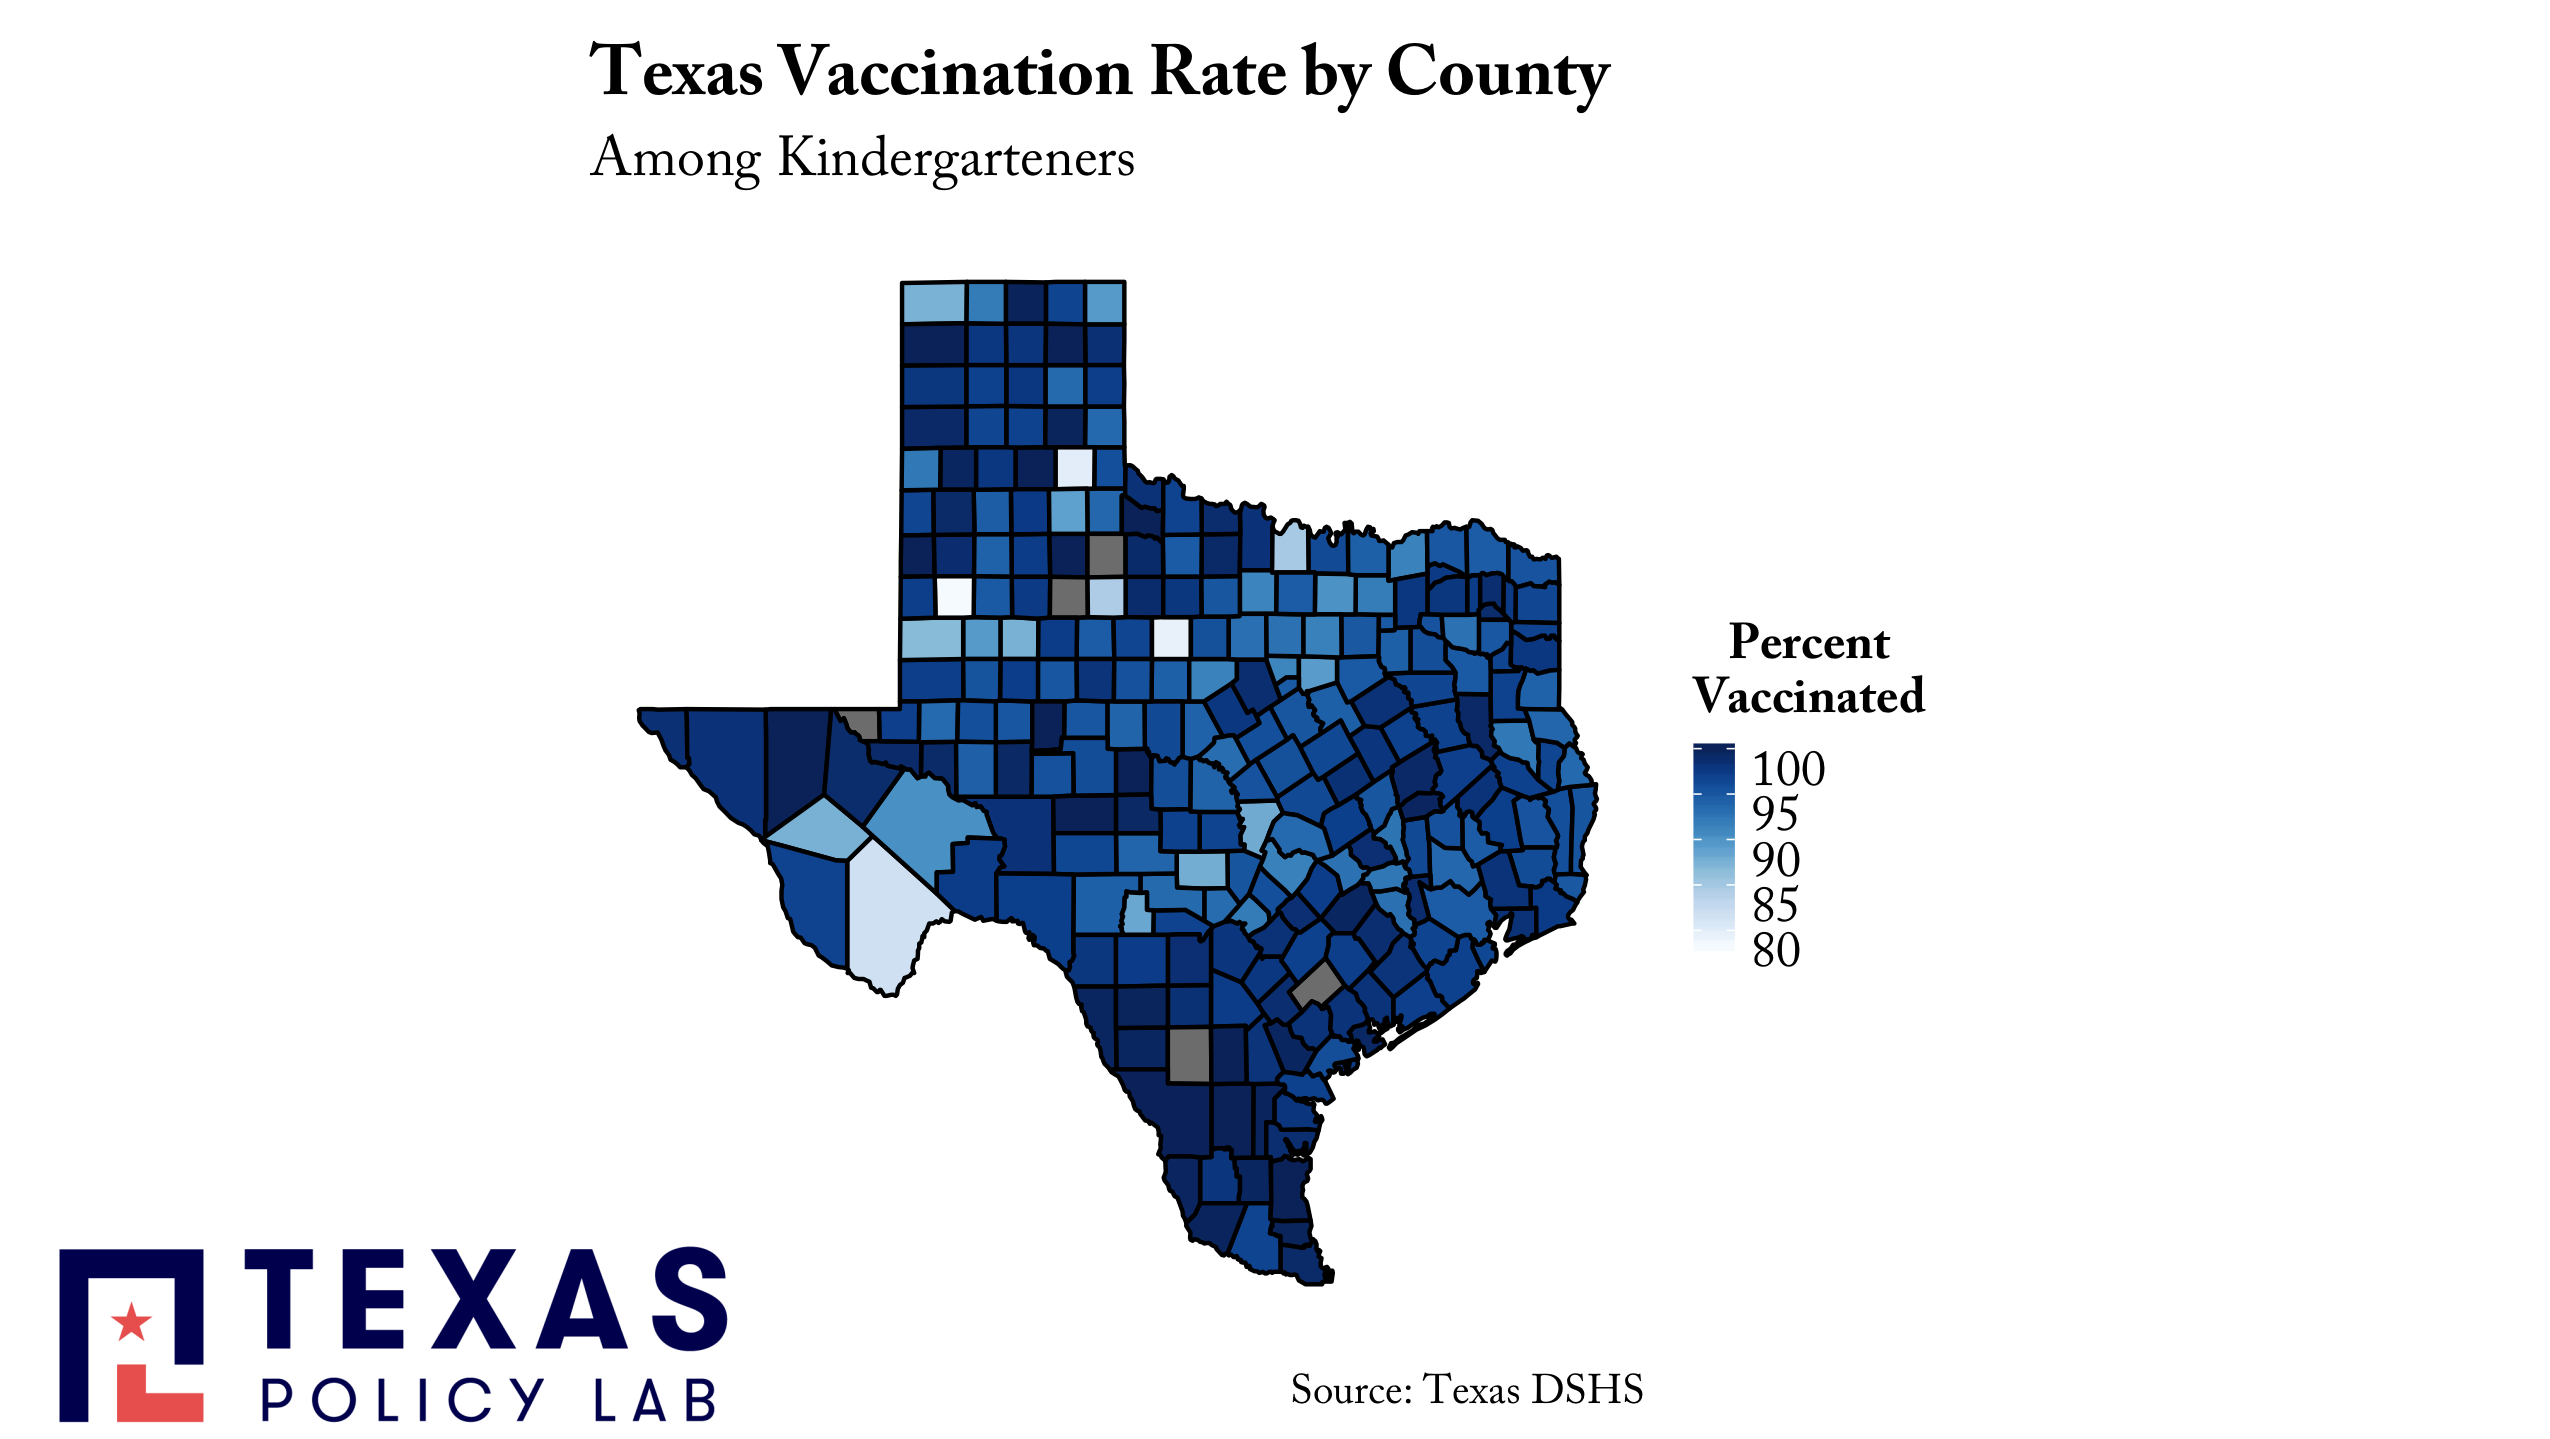 Texas Vaccination Rate by County
Among Kindergarteners
Percent
Vaccinated
100
95
90
85
80
TEXAS
POLICY LAB
Source: Texas DSHS